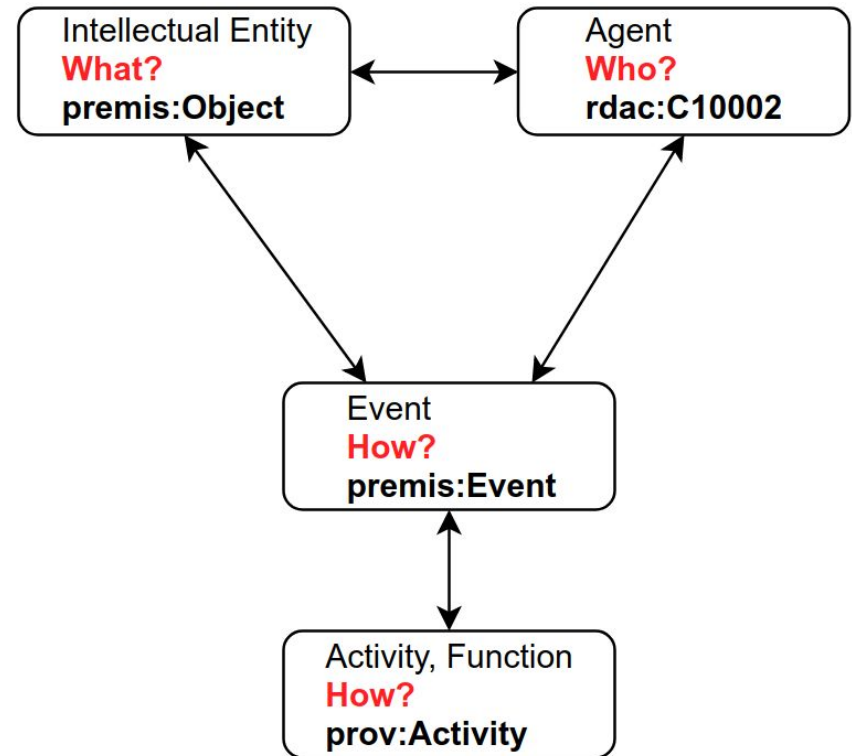 Intellectual Entity
What?
premis:Object
Agent
Who?
rdac:C10002
Event
How?
premis:Event
Activity, Function
How?
prov:Activity